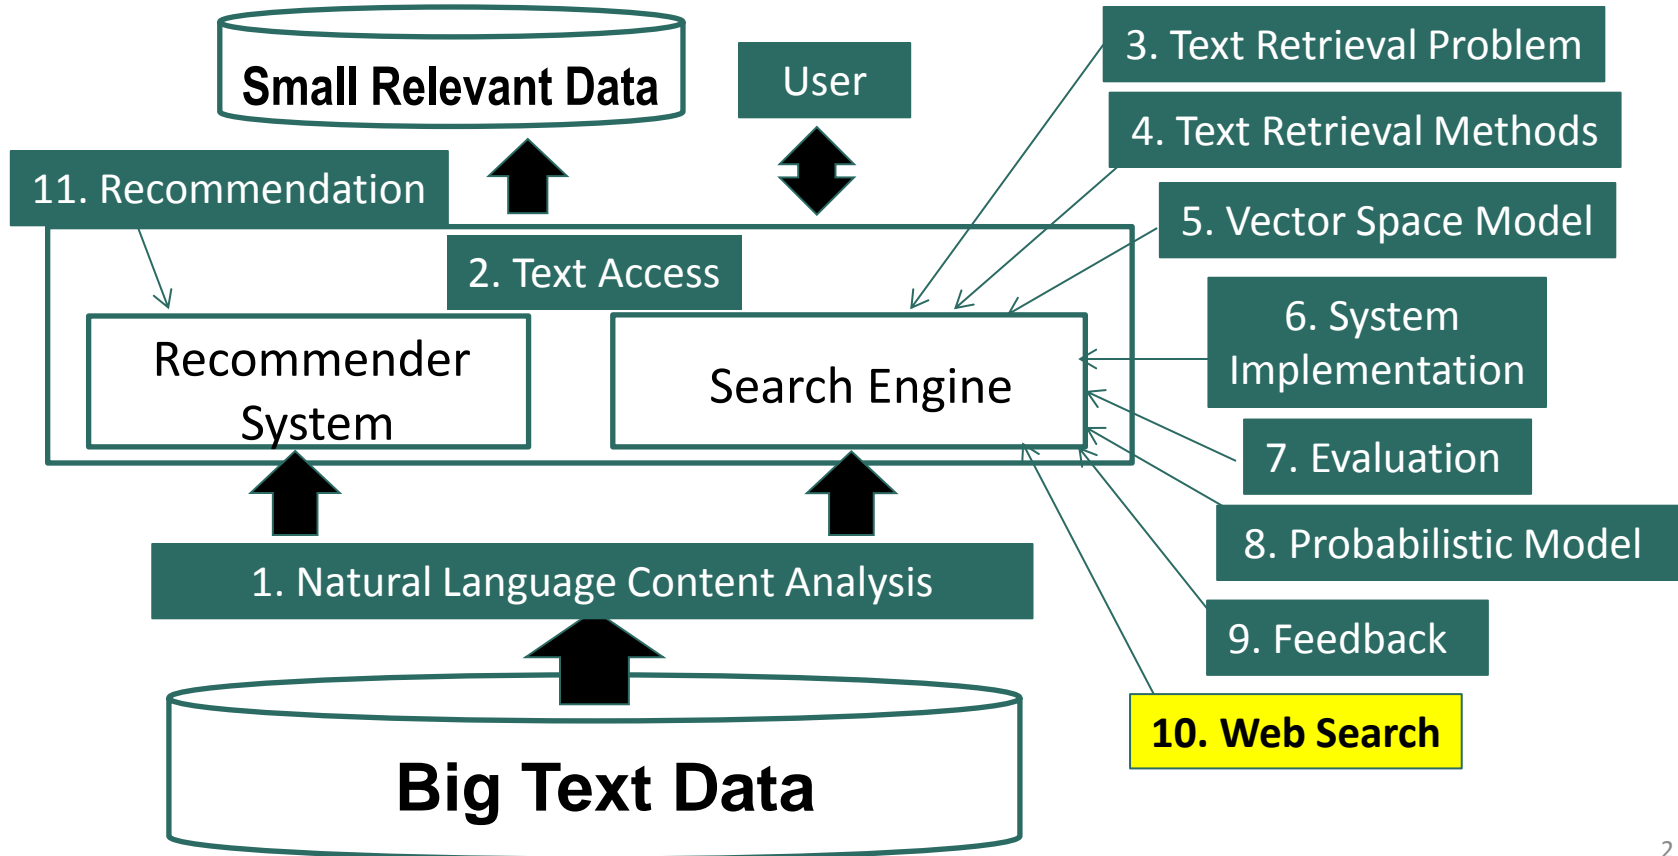 Small Relevant Data
User
3. Text Retrieval Problem
4. Text Retrieval Methods
11. Recommendation
5. Vector Space Model
2. Text Access
6. System
Implementation
Recommender
System
Search Engine
7. Evaluation
8. Probabilistic Model
1. Natural Language Content Analysis
9. Feedback
10. Web Search
Big Text Data
2